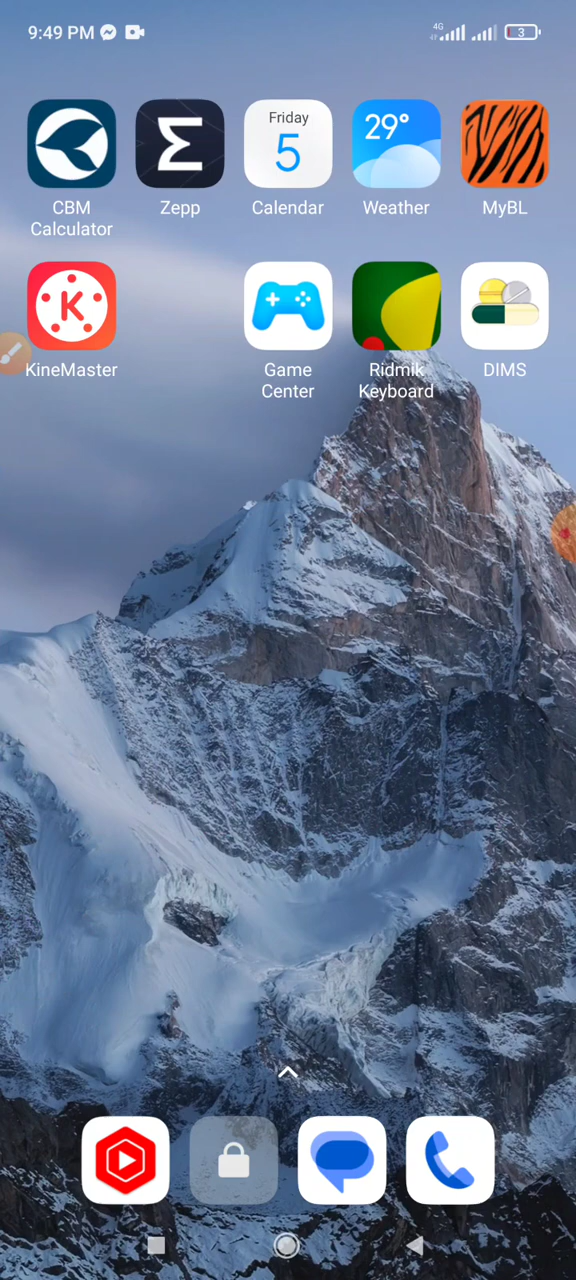 9:49 PM
4G
3
Friday
5
29°
CBM
Calculator
Zepp
Calendar
Weather
MyBL
K
KineMaster
Game
Center
Ridmik
Keyboard
DIMS